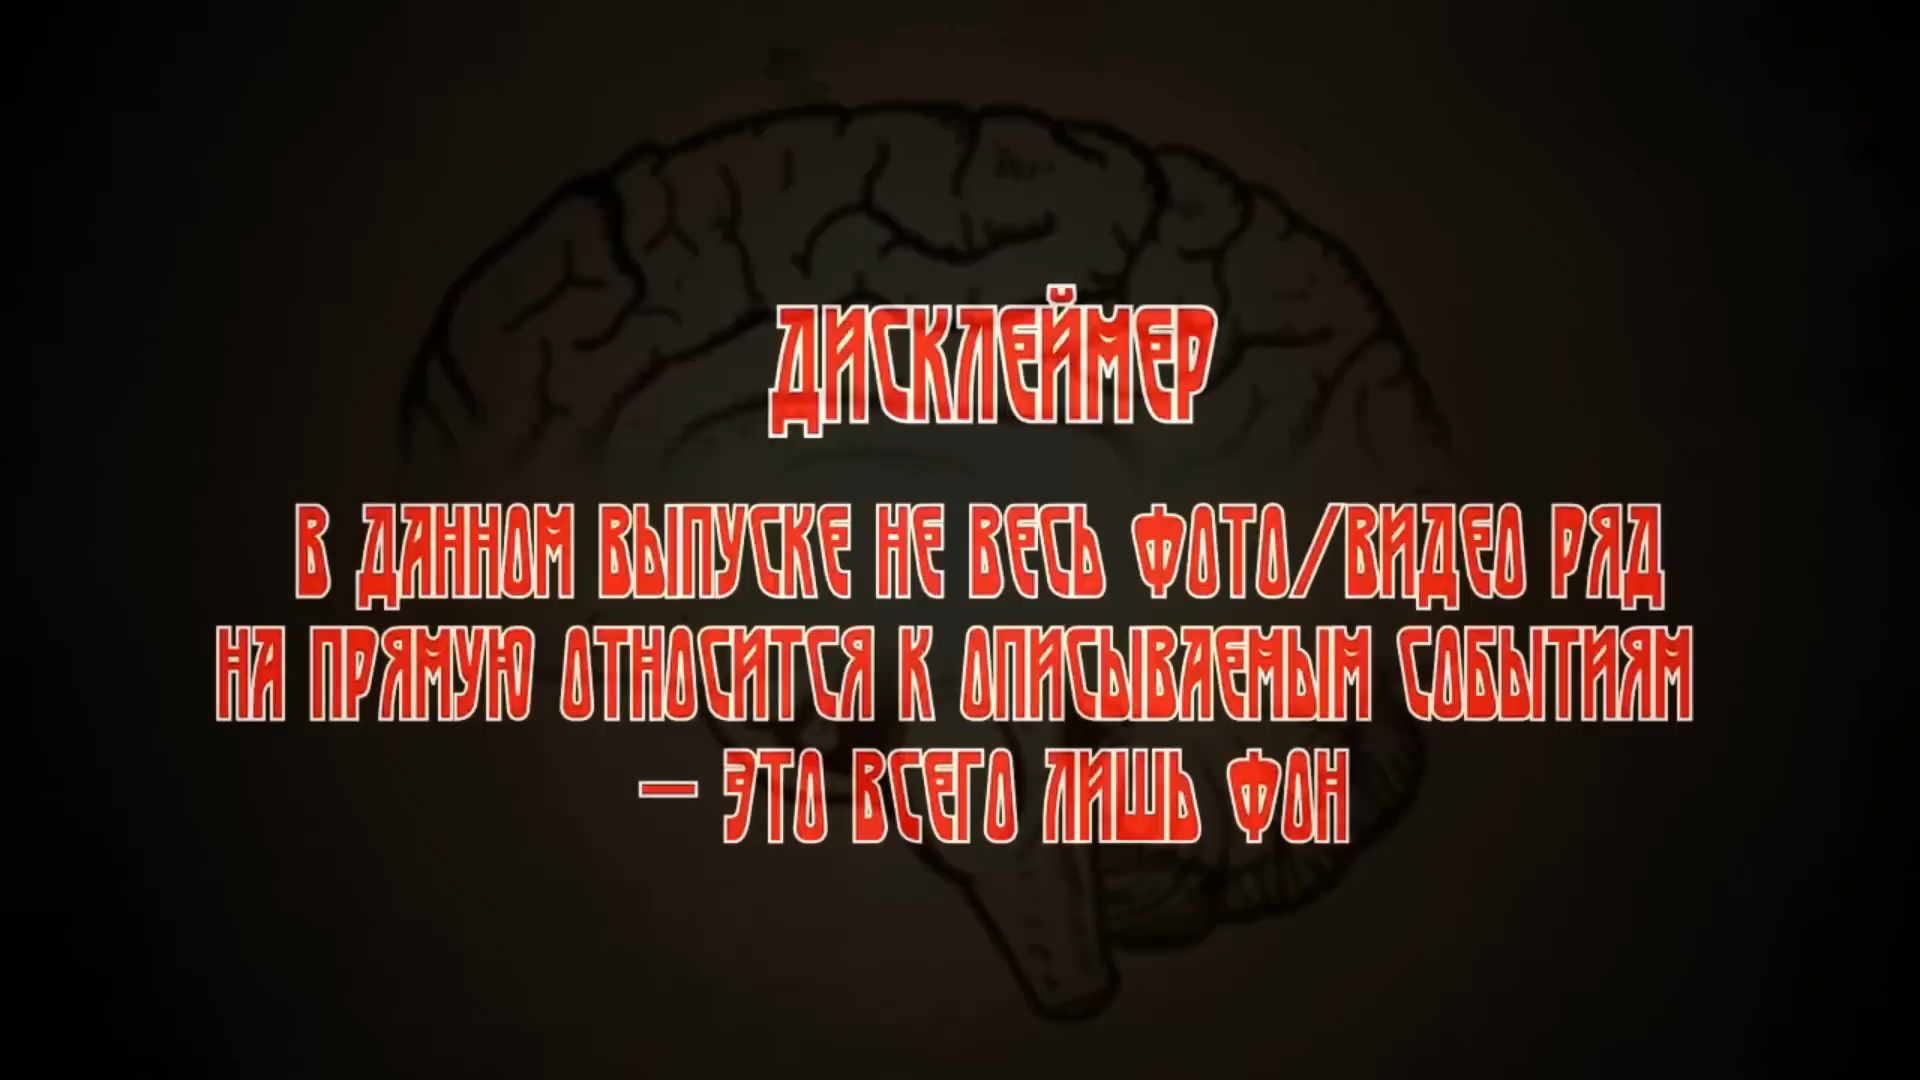 ДИСКЛЕЙМЕР
В ДАННОМ ВЫПУСКЕ НЕ ВЕСЬ ФОТО/ВИДЕО РЯД
НА ПРЯМУЮ ОТНОСИТСЯ К ОПИСЫВАЕМЫМ СОБЫТИЯМ
— ЭТО ВСЕГО ЛИШЬ ФОН